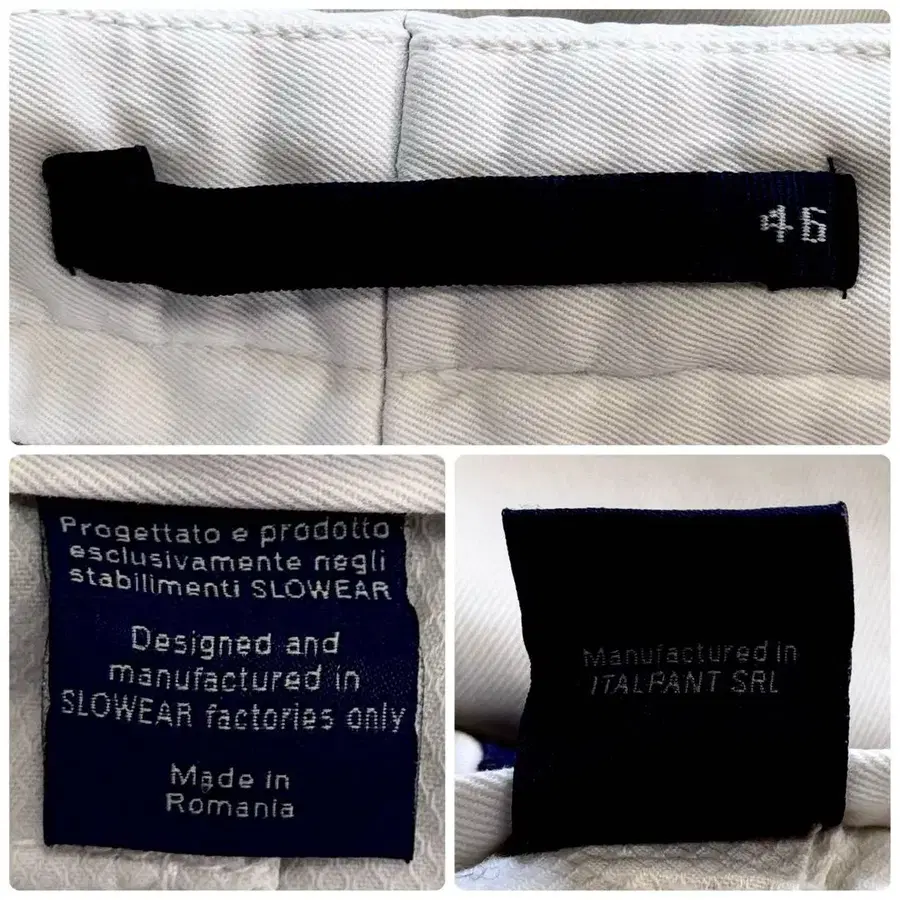 46
Progettato e prodotto
esclusivamente negli
stabilimenti SLOWEAR
Designed and
manufactured in
SLOWEAR factories only
Made in
Romania
Manufactured in
ITALPANT SRL